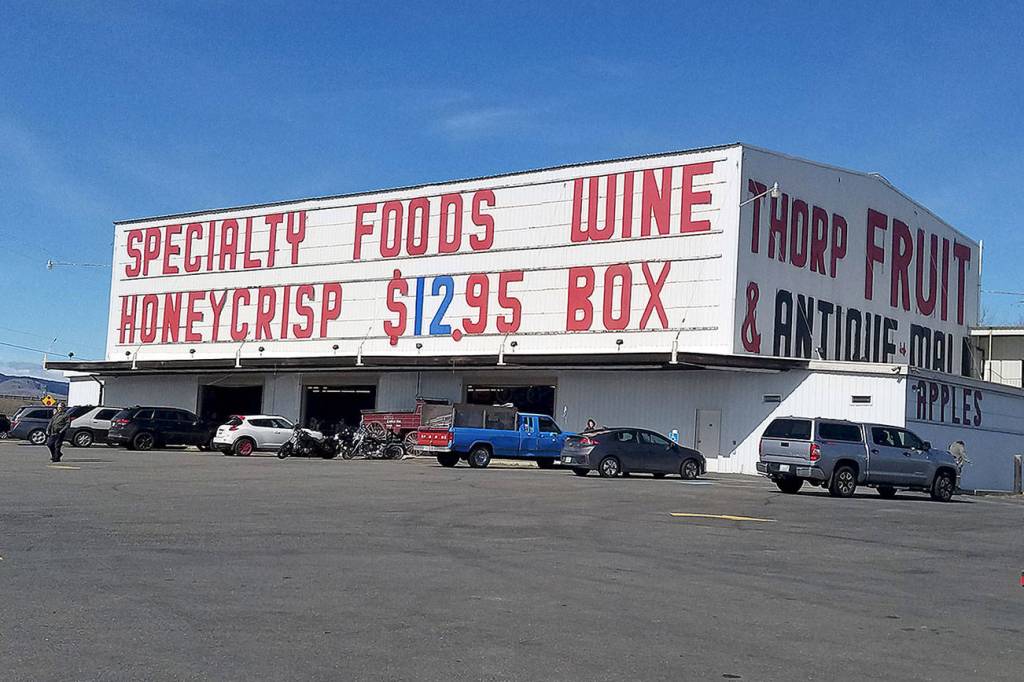 SPECIALTY FOODS WINE
HONEYCRISP $12.95 BOX
THORP FRUIT
& ANTIQUE MALL
APPLES